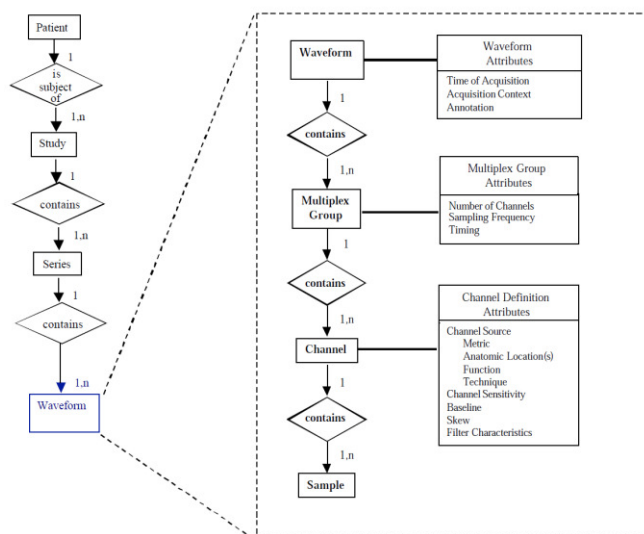 Patient
1
is
subject
of
1,n
Study
1
contains
1,n
Series
1
contains
1,n
Waveform
Waveform
1
contains
1,n
Multiplex
Group
1
contains
1,n
Channel
1
contains
1,n
Sample
Waveform
Attributes
Time of Acquisition
Acquisition Context
Annotation
Multiplex Group
Attributes
Number of Channels
Sampling Frequency
Timing
Channel Definition
Attributes
Channel Source
Metric
Anatomic Location(s)
Function
Technique
Channel Sensitivity
Baseline
Skew
Filter Characteristics